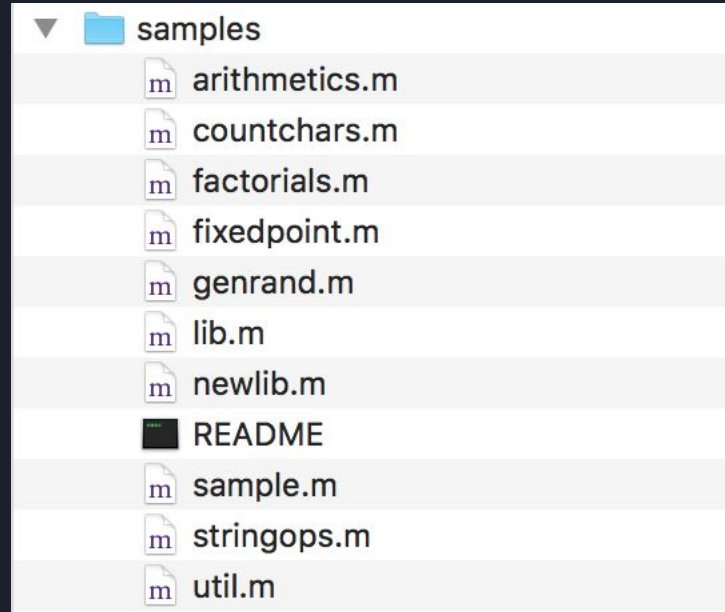 samples
m arithmetics.m
m countchars.m
m factorials.m
m fixedpoint.m
m genrand.m
m lib.m
m newlib.m
README
m sample.m
m stringops.m
m util.m